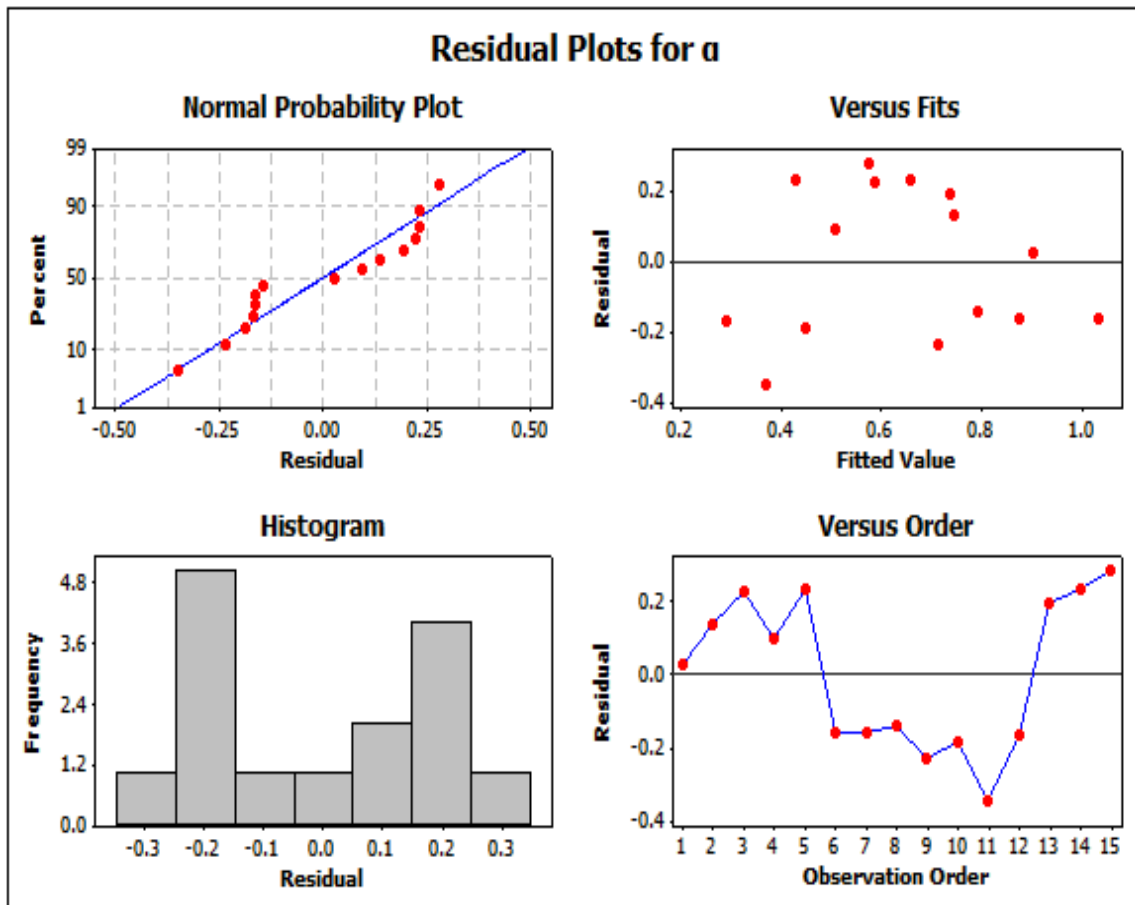 Residual Plots for α
Normal Probability Plot
99
90
50
10
1
Percent
-0.50 -0.25 0.00 0.25 0.50
Residual
Versus Fits
0.2
0.0
-0.2
-0.4
Residual
0.2 0.4 0.6 0.8 1.0
Fitted Value
Histogram
4.8
3.6
2.4
1.2
0.0
Frequency
-0.3 -0.2 -0.1 0.0 0.1 0.2 0.3
Residual
Versus Order
0.2
0.0
-0.2
-0.4
Residual
1 2 3 4 5 6 7 8 9 10 11 12 13 14 15
Observation Order